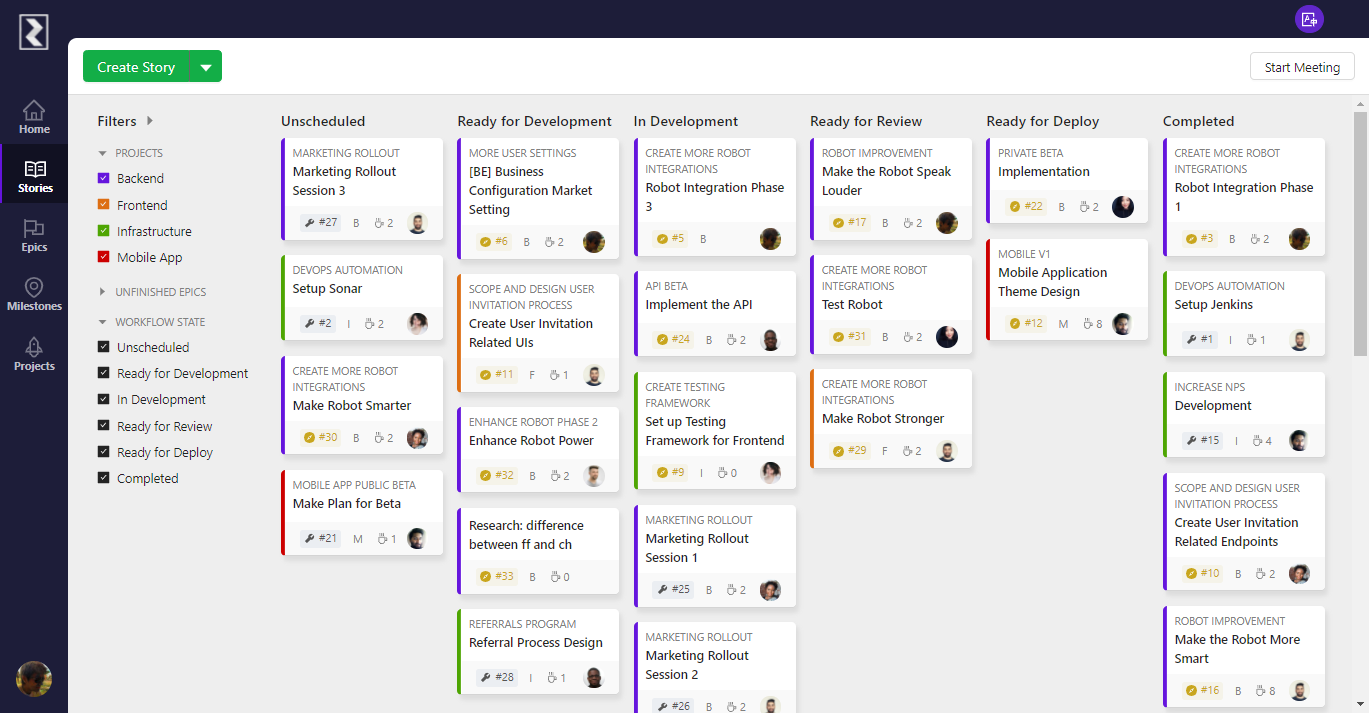 Create Story
Start Meeting
Home
Stories
Epics
Milestones
Projects
Filters
PROJECTS
Backend
Frontend
Infrastructure
Mobile App
UNFINISHED EPICS
WORKFLOW STATE
Unscheduled
Ready for Development
In Development
Ready for Review
Ready for Deploy
Completed
Unscheduled
MARKETING ROLLOUT
Marketing Rollout
Session 3
#27 B 2
DEVOPS AUTOMATION
Setup Sonar
#2 I 2
CREATE MORE ROBOT
INTEGRATIONS
Make Robot Smarter
#30 B 2
MOBILE APP PUBLIC BETA
Make Plan for Beta
#21 M 1
Ready for Development
MORE USER SETTINGS
[BE] Business
Configuration Market
Setting
#6 B 2
SCOPE AND DESIGN USER
INVITATION PROCESS
Create User Invitation
Related UIs
#11 F 1
ENHANCE ROBOT PHASE 2
Enhance Robot Power
#32 B 2
Research: difference
between ff and ch
#33 B 0
REFERRALS PROGRAM
Referral Process Design
#28 I 1
In Development
CREATE MORE ROBOT
INTEGRATIONS
Robot Integration Phase
3
#5 B
API BETA
Implement the API
#24 B 2
CREATE TESTING
FRAMEWORK
Set up Testing
Framework for Frontend
#9 I 0
MARKETING ROLLOUT
Marketing Rollout
Session 1
#25 B 2
MARKETING ROLLOUT
Marketing Rollout
Session 2
#26 B 2
Ready for Review
ROBOT IMPROVEMENT
Make the Robot Speak
Louder
#17 B 2
CREATE MORE ROBOT
INTEGRATIONS
Test Robot
#31 B 2
CREATE MORE ROBOT
INTEGRATIONS
Make Robot Stronger
#29 F 2
Ready for Deploy
PRIVATE BETA
Implementation
#22 B 2
MOBILE V1
Mobile Application
Theme Design
#12 M 8
Completed
CREATE MORE ROBOT
INTEGRATIONS
Robot Integration Phase
1
#3 B 2
DEVOPS AUTOMATION
Setup Jenkins
#1 I 1
INCREASE NPS
Development
#15 I 4
SCOPE AND DESIGN USER
INVITATION PROCESS
Create User Invitation
Related Endpoints
#10 B 2
ROBOT IMPROVEMENT
Make the Robot More
Smart
#16 B 8